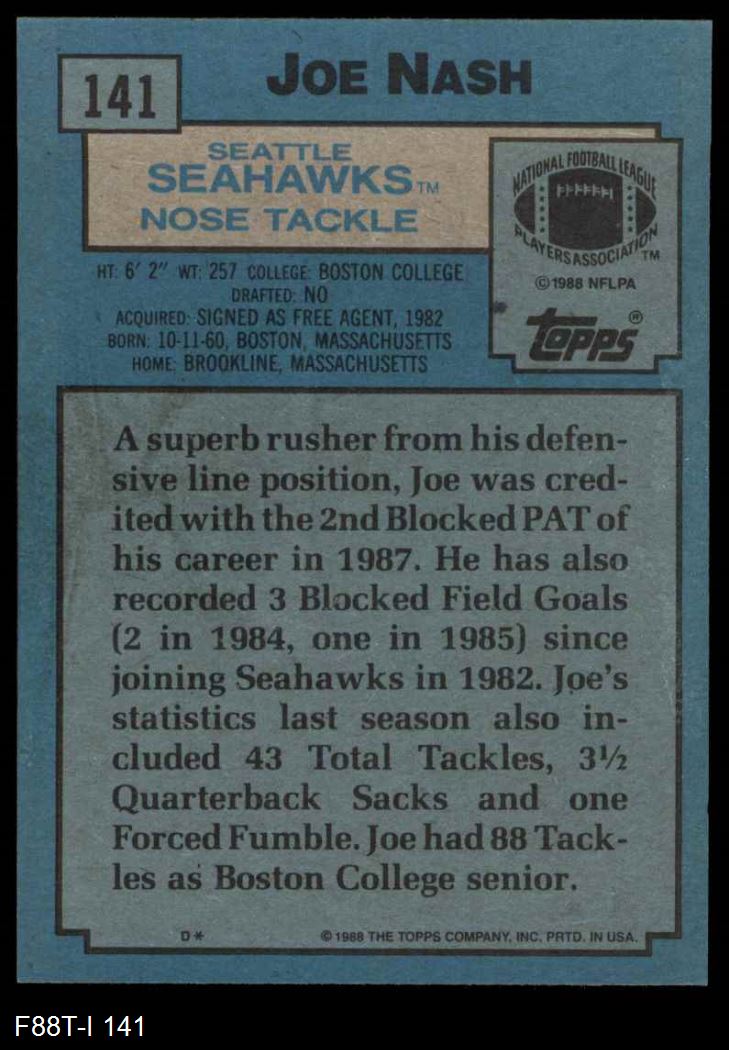 141
JOE NASH
SEATTLE
SEAHAWKS™
NOSE TACKLE
NATIONAL FOOTBALL LEAGUE
PLAYERS ASSOCIATION™
©1988 NFLPA
TOPPS®
HT: 6' 2" WT: 257 COLLEGE: BOSTON COLLEGE
DRAFTED: NO
ACQUIRED: SIGNED AS FREE AGENT, 1982
BORN: 10-11-60, BOSTON, MASSACHUSETTS
HOME: BROOKLINE, MASSACHUSETTS
A superb rusher from his defen-
sive line position, Joe was cred-
ited with the 2nd Blocked PAT of
his career in 1987. He has also
recorded 3 Blocked Field Goals
(2 in 1984, one in 1985) since
joining Seahawks in 1982. Joe's
statistics last season also in-
cluded 43 Total Tackles, 3½
Quarterback Sacks and one
Forced Fumble. Joe had 88 Tack-
les as Boston College senior.
D*
©1988 THE TOPPS COMPANY, INC. PRTD. IN USA.
F88T-I 141